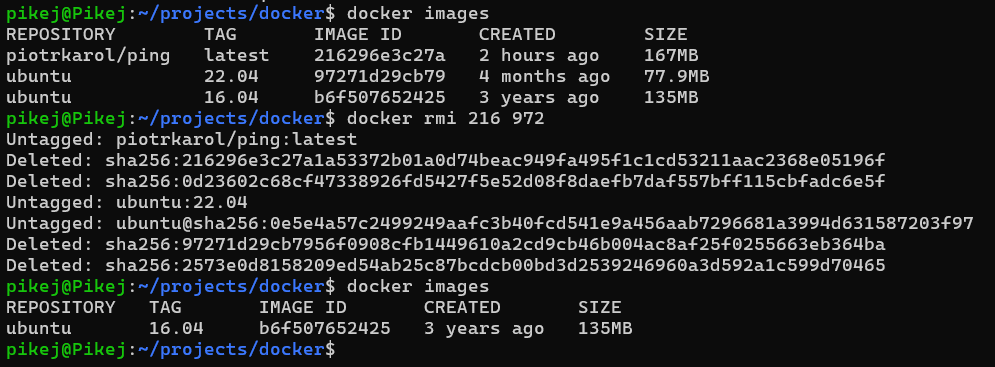 pikej@Pikej:~/projects/docker$ docker images
REPOSITORY TAG IMAGE ID CREATED SIZE
piotrkarol/ping latest 216296e3c27a 2 hours ago 167MB
ubuntu 22.04 97271d29cb79 4 months ago 77.9MB
ubuntu 16.04 b6f507652425 3 years ago 135MB
pikej@Pikej:~/projects/docker$ docker rmi 216 972
Untagged: piotrkarol/ping:latest
Deleted: sha256:216296e3c27a1a53372b01a0d74beac949fa495f1c1cd53211aac2368e05196f
Deleted: sha256:0d23602c68cf47338926fd5427f5e52d08f8daefb7daf557bff115cbfadc6e5f
Untagged: ubuntu:22.04
Untagged: ubuntu@sha256:0e5e4a57c2499249aafc3b40fcd541e9a456aab7296681a3994d631587203f97
Deleted: sha256:97271d29cb7956f0908cfb1449610a2cd9cb46b004ac8af25f0255663eb364ba
Deleted: sha256:2573e0d8158209ed54ab25c87bcdcb00bd3d2539246960a3d592a1c599d70465
pikej@Pikej:~/projects/docker$ docker images
REPOSITORY TAG IMAGE ID CREATED SIZE
ubuntu 16.04 b6f507652425 3 years ago 135MB
pikej@Pikej:~/projects/docker$